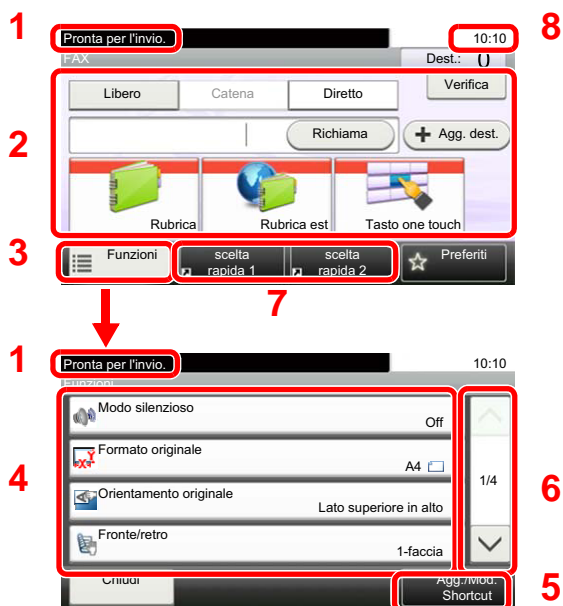 1
Pronta per l'invio.
10:10
8
FAX
Dest.: 0
Libero
Catena
Diretto
Verifica
2
Richiama
Agg. dest.
Rubrica
Rubrica est
Tasto one touch
3
Funzioni
scelta
rapida 1
scelta
rapida 2
Preferiti
7
1
Pronta per l'invio.
10:10
Funzioni
4
Modo silenzioso
Off
Formato originale
A4
Orientamento originale
Lato superiore in alto
Fronte/retro
1-faccia
1/4
6
Chiudi
Agg./Mod.
Shortcut
5